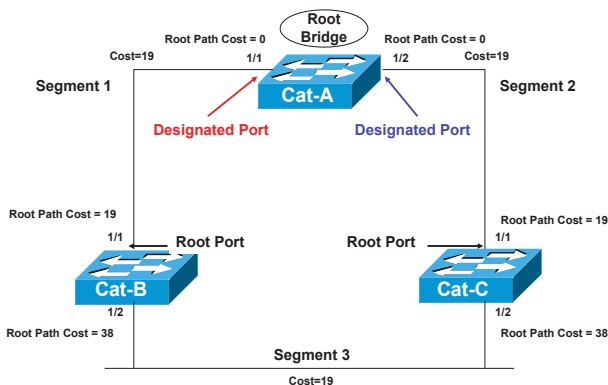 Root
Bridge
Root Path Cost = 0
Root Path Cost = 0
Cost=19
1/1
1/2
Cost=19
Segment 1
Cat-A
Segment 2
Designated Port
Designated Port
Root Path Cost = 19
Root Path Cost = 19
1/1
Root Port
Root Port
1/1
Cat-B
Cat-C
1/2
1/2
Root Path Cost = 38
Root Path Cost = 38
Segment 3
Cost=19